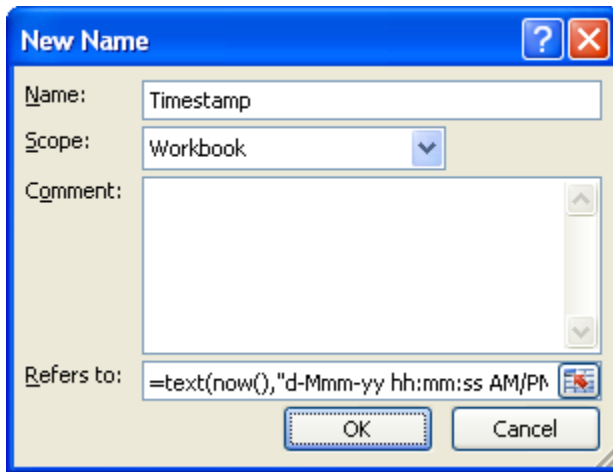 New Name
Name: Timestamp
Scope: Workbook
Comment:
Refers to: =text(now(),"d-Mmm-yy hh:mm:ss AM/PM
OK Cancel